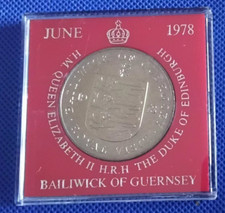 JUNE 1978
H.M. QUEEN ELIZABETH II H.R.H THE DUKE OF EDINBURGH
BAILIWICK OF GUERNSEY